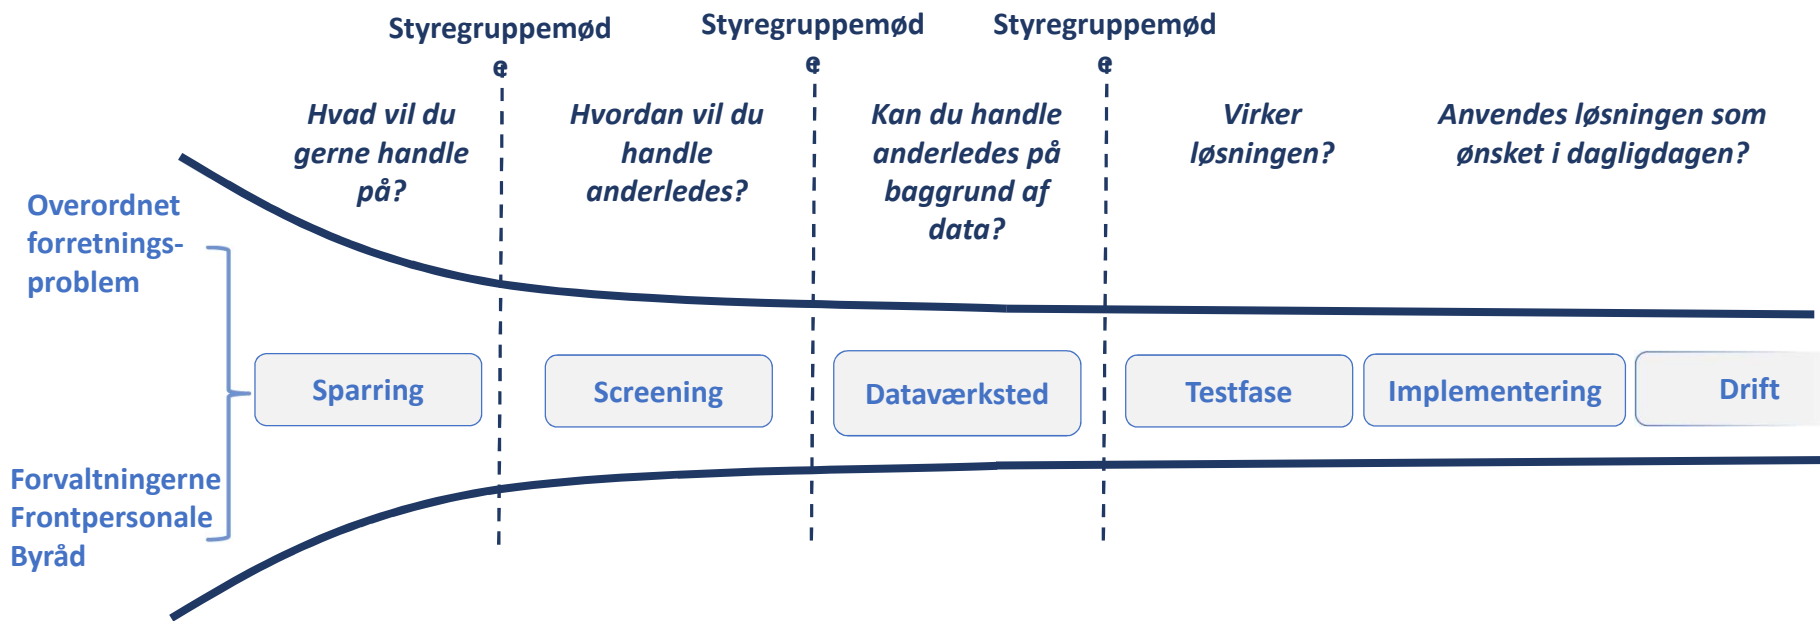 Styregruppemød
e
Styregruppemød
e
Styregruppemød
e
Hvad vil du
gerne handle
på?
Hvordan vil du
handle
anderledes?
Kan du handle
anderledes på
baggrund af
data?
Virker
løsningen?
Anvendes løsningen som
ønsket i dagligdagen?
Overordnet
forretnings-
problem
Sparring
Screening
Dataværksted
Testfase
Implementering
Drift
Forvaltningerne
Frontpersonale
Byråd